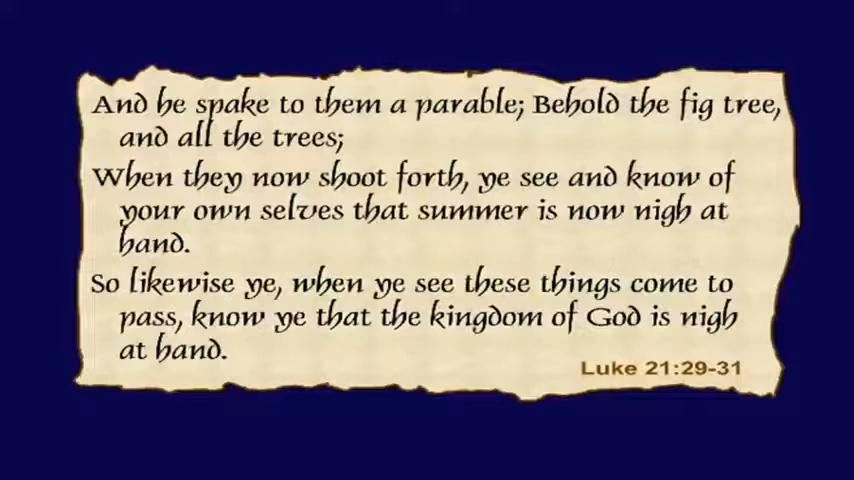 And he spake to them a parable; Behold the fig tree,
and all the trees;
When they now shoot forth, ye see and know of
your own selves that summer is now nigh at
hand.
So likewise ye, when ye see these things come to
pass, know ye that the kingdom of God is nigh
at hand.
Luke 21:29-31